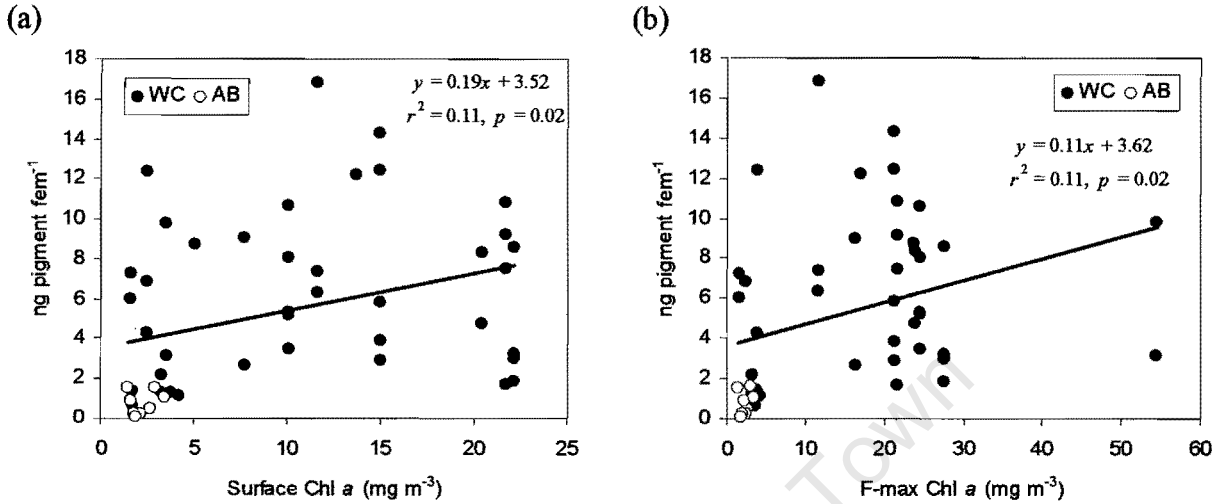 (a)
ng pigment fem⁻¹
18
16
14
12
10
8
6
4
2
0
WC AB
y = 0.19x + 3.52
r² = 0.11, p = 0.02
0 5 10 15 20 25
Surface Chl a (mg m⁻³)
(b)
ng pigment fem⁻¹
18
16
14
12
10
8
6
4
2
0
WC AB
y = 0.11x + 3.62
r² = 0.11, p = 0.02
0 10 20 30 40 50 60
F-max Chl a (mg m⁻³)
Town